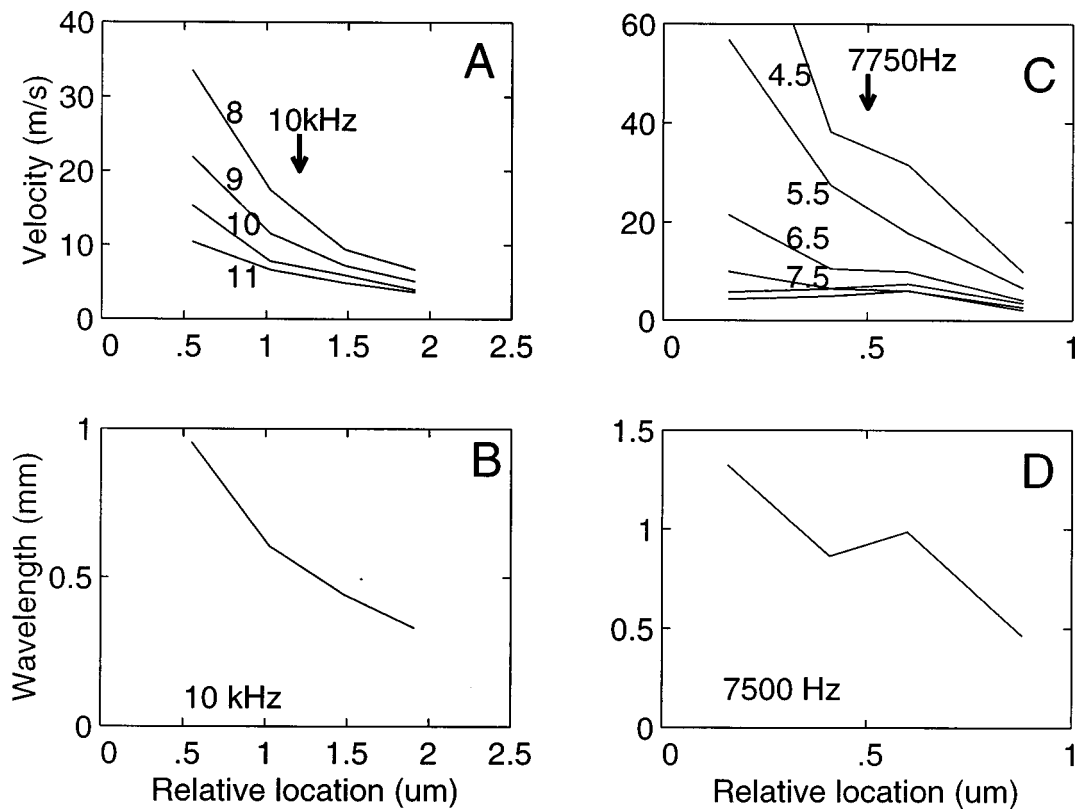 A
Velocity (m/s)
40
30
20
10
0
8
9
10
11
10kHz
0 .5 1 1.5 2 2.5
C
60
40
20
0
4.5
5.5
6.5
7.5
7750Hz
0 .5 1
B
Wavelength (mm)
1
0.5
0
10 kHz
0 .5 1 1.5 2 2.5
Relative location (um)
D
1.5
1
0.5
0
7500 Hz
0 .5 1
Relative location (um)